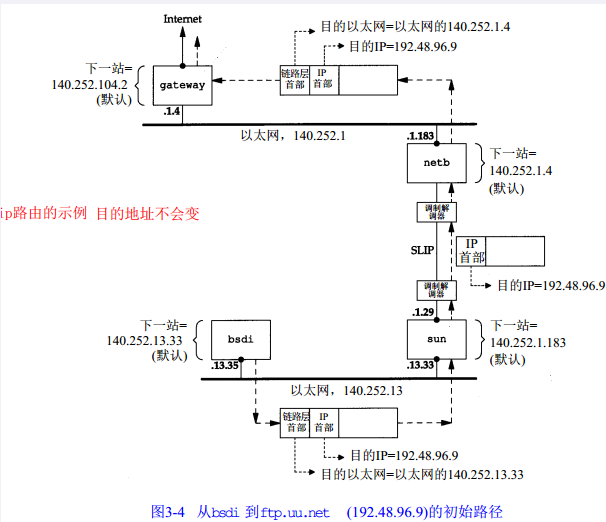 Internet
目的以太网=以太网的140.252.1.4
目的IP=192.48.96.9
下一站=
140.252.104.2
(默认)
gateway
链路层
首部
IP
首部
.1.4
以太网，140.252.1
.1.183
netb
下一站=
140.252.1.4
(默认)
ip路由的示例 目的地址不会变
调制解
调器
SLIP
IP
首部
目的IP=192.48.96.9
调制解
调器
.1.29
下一站=
140.252.13.33
(默认)
bsdi
sun
下一站=
140.252.1.183
(默认)
.13.35
.13.33
以太网，140.252.13
链路层
首部
IP
首部
目的IP=192.48.96.9
目的以太网=以太网的140.252.13.33
图3-4 从bsdi 到ftp.uu.net (192.48.96.9)的初始路径